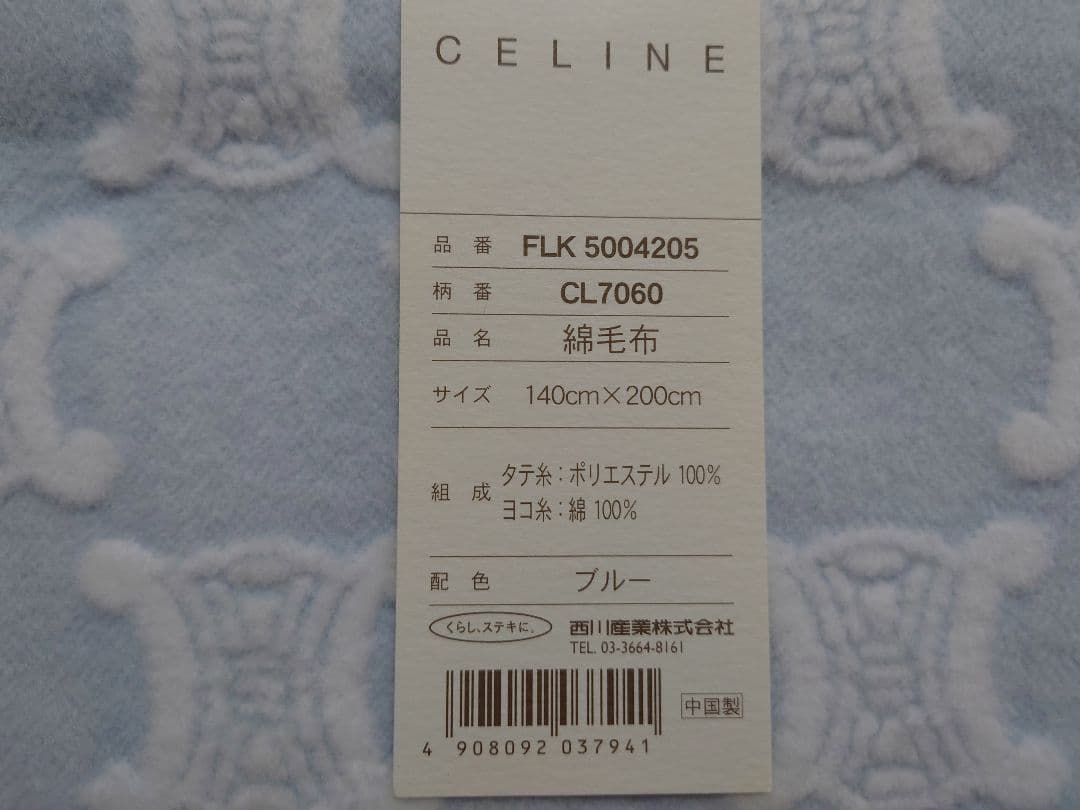 CELINE
品番 FLK 5004205
柄番 CL7060
品名 綿毛布
サイズ 140cm×200cm
組成 タテ糸:ポリエステル 100%
ヨコ糸:綿 100%
配色 ブルー
くらし、ステキに。 西川産業株式会社
TEL. 03-3664-8161
中国製
4 908092 037941